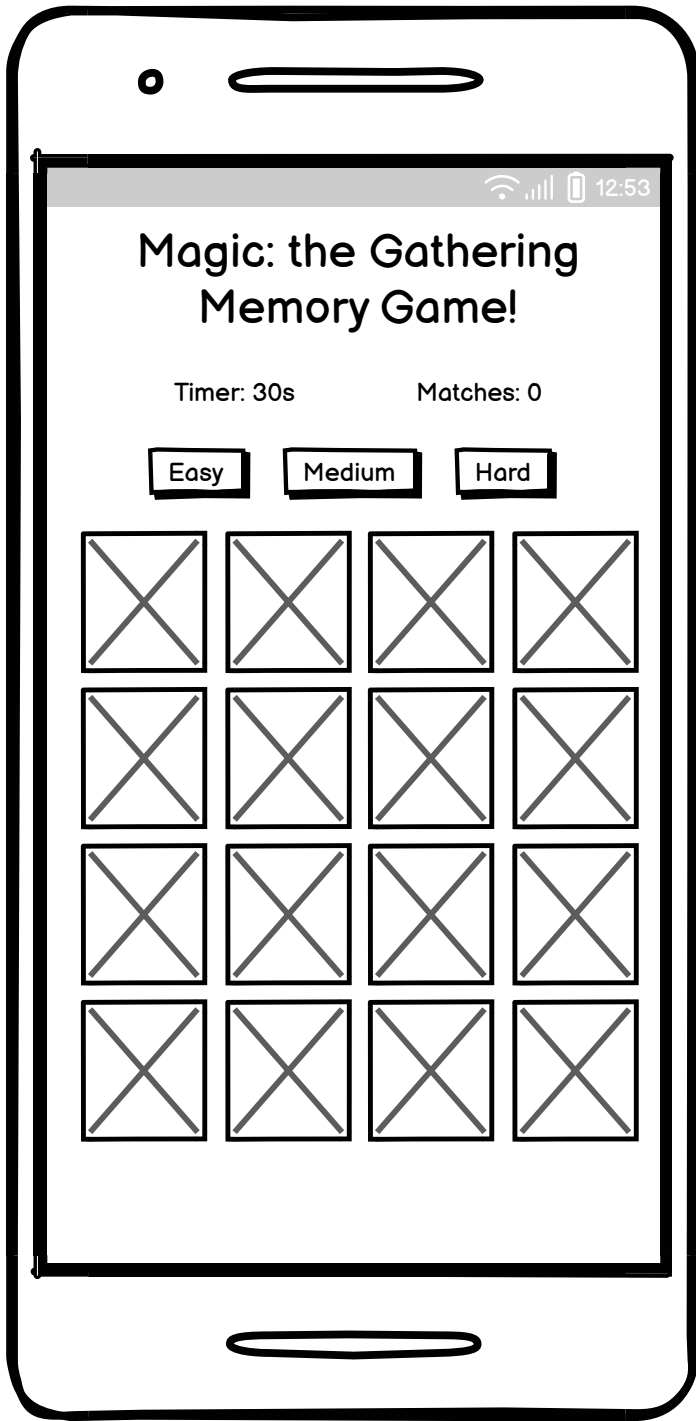 12:53
Magic: the Gathering
Memory Game!
Timer: 30s Matches: 0
Easy Medium Hard